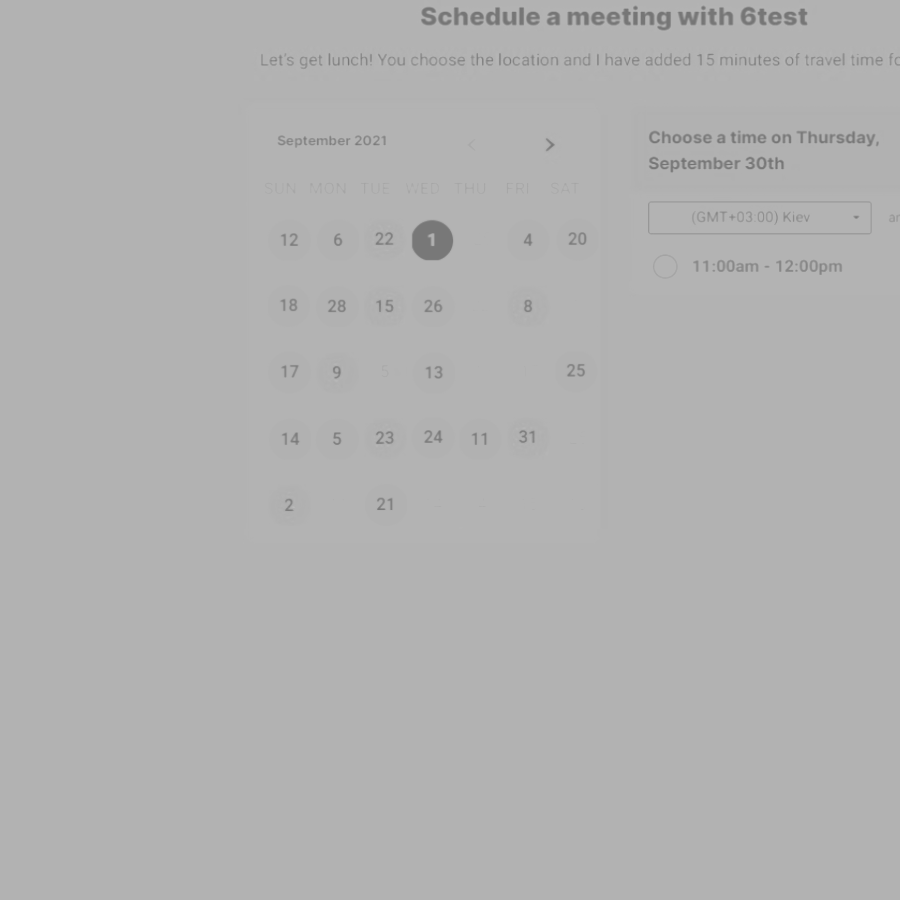 Schedule a meeting with 6test
Let's get lunch! You choose the location and I have added 15 minutes of travel time
September 2021
SUN MON TUE WED THU FRI SAT
12 6 22 1 4 20
18 28 15 26 8
17 9 5 13 25
14 5 23 24 11 31
2 21
Choose a time on Thursday,
September 30th
(GMT+03:00) Kiev
11:00am - 12:00pm